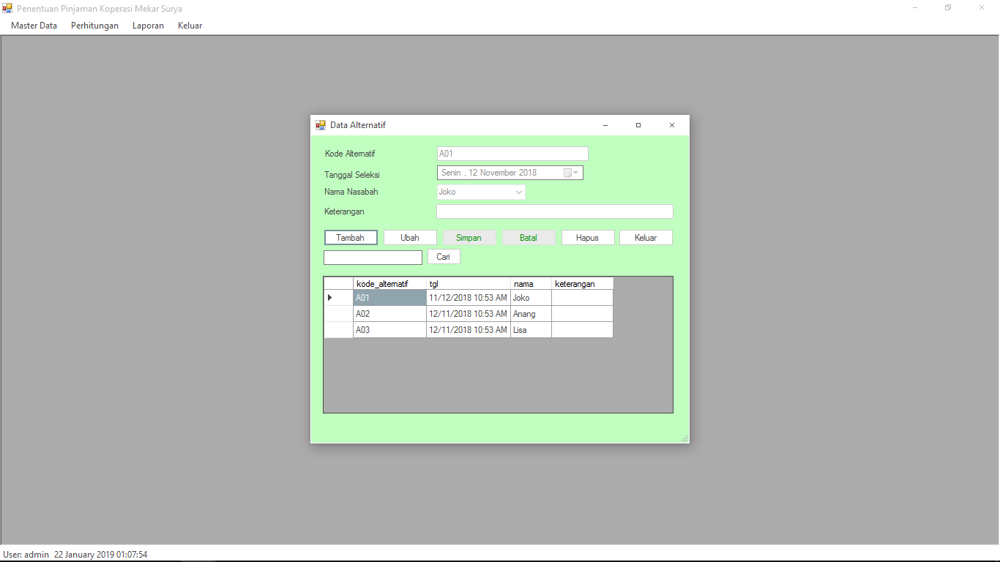 Penentuan Pinjaman Koperasi Mekar Surya
Master Data Perhitungan Laporan Keluar
Data Alternatif
Kode Alternatif A01
Tanggal Seleksi Senin , 12 November 2018
Nama Nasabah Joko
Keterangan
Tambah Ubah Simpan Batal Hapus Keluar
Cari
kode_alternatif tgl nama keterangan
A01 11/12/2018 10:53 AM Joko
A02 12/11/2018 10:53 AM Anang
A03 12/11/2018 10:53 AM Lisa
User: admin 22 January 2019 01:07:54